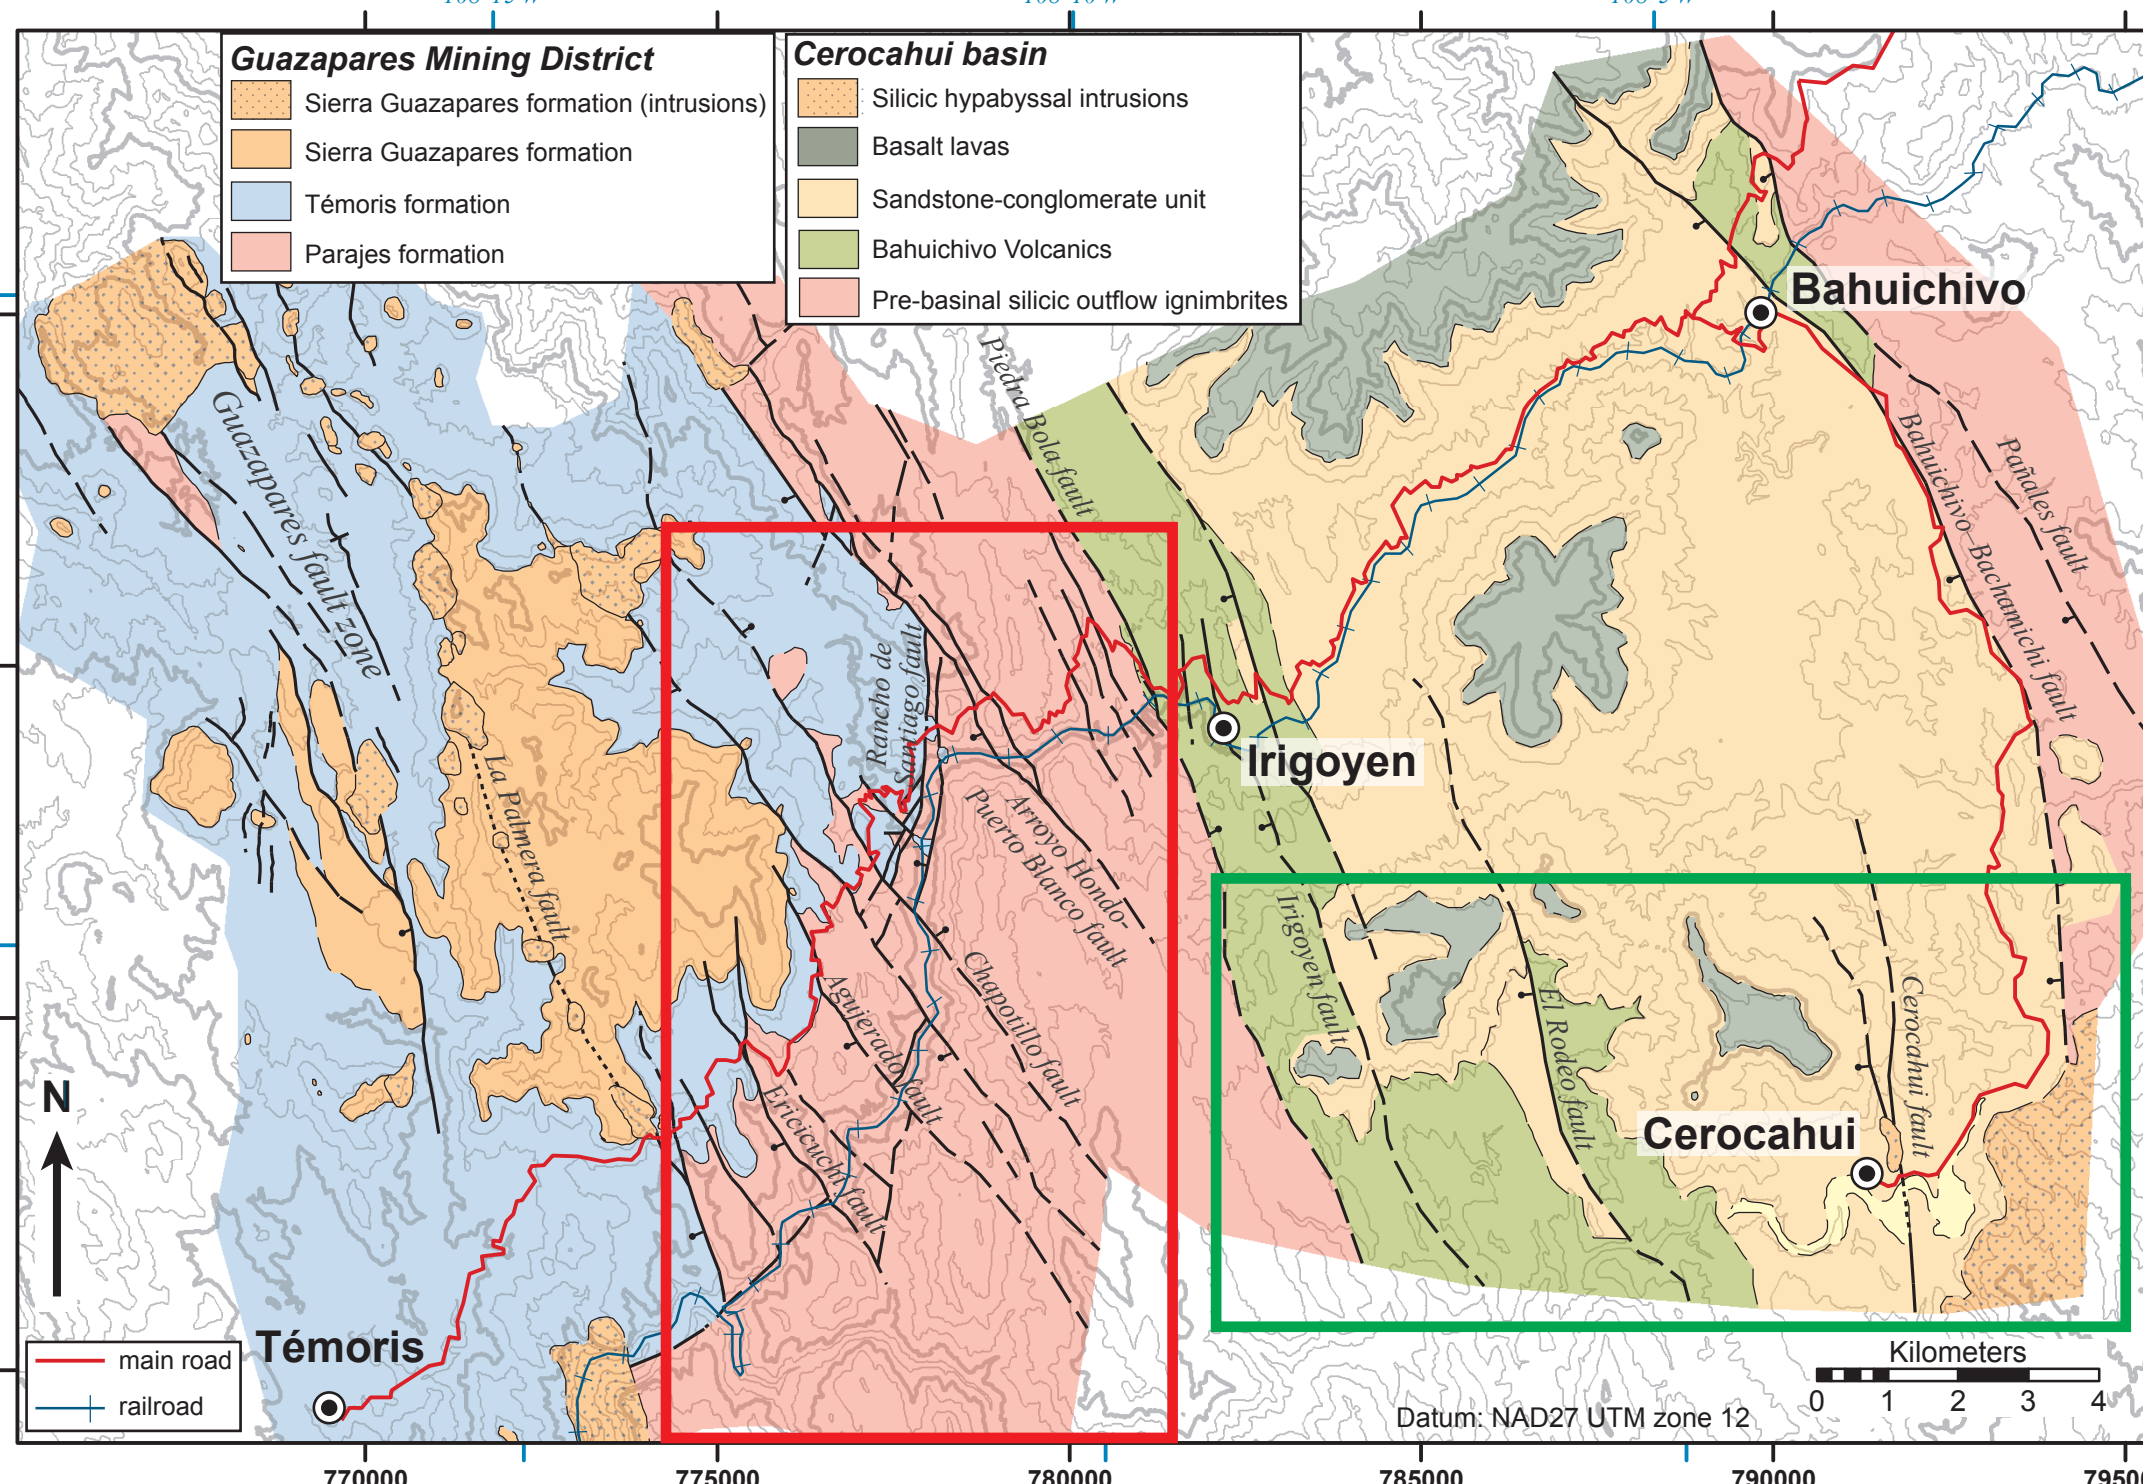 Guazapares Mining District
Sierra Guazapares formation (intrusions)
Sierra Guazapares formation
Témoris formation
Parajes formation
Cerocahui basin
Silicic hypabyssal intrusions
Basalt lavas
Sandstone-conglomerate unit
Bahuichivo Volcanics
Pre-basinal silicic outflow ignimbrites
Bahuichivo
Piedra Bola fault
Guazapares fault zone
Bahuichivo–Bachamichi fault
Pañales fault
Rancho de
Santiago fault
Irigoyen
La Palmera fault
Arroyo Hondo-
Puerto Blanco fault
Irigoyen fault
El Rodeo fault
Cerocahui fault
Chapotillo fault
Agujerado fault
Ericicuchi fault
Cerocahui
N
Témoris
main road
railroad
Kilometers
0 1 2 3 4
Datum: NAD27 UTM zone 12
770000 775000 780000 785000 790000